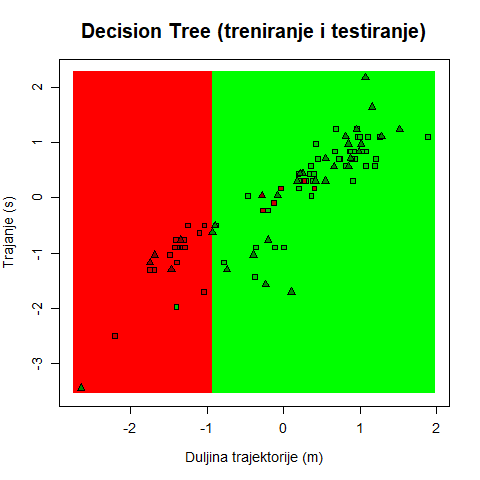 Decision Tree (treniranje i testiranje)
Trajanje (s)
2
1
0
-1
-2
-3
-2 -1 0 1 2
Duljina trajektorije (m)